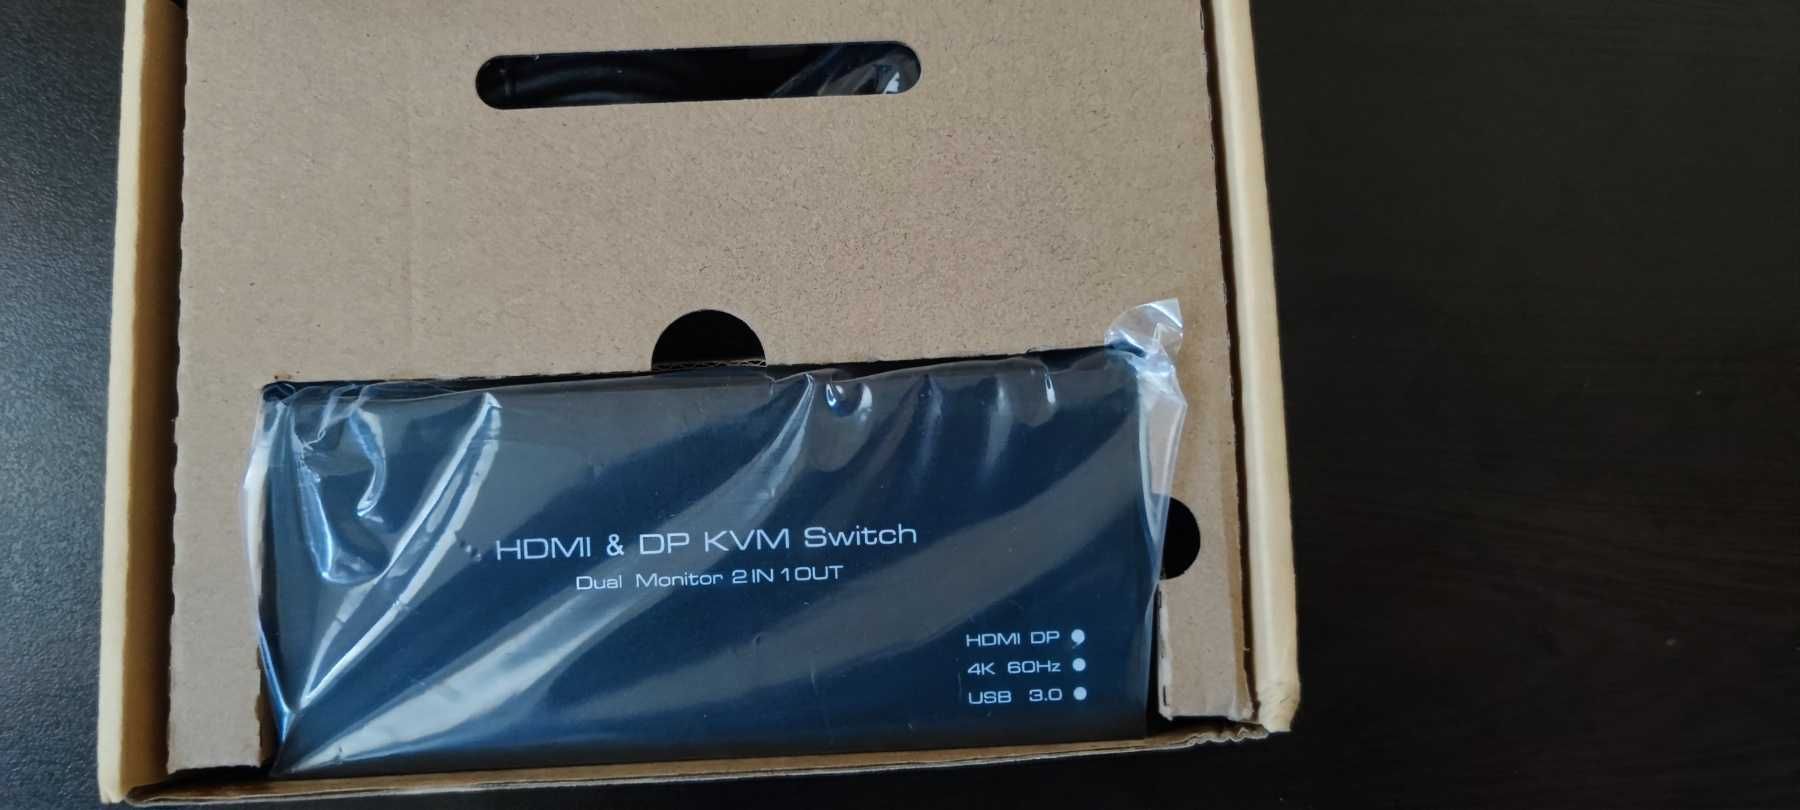 HDMI & DP KVM Switch
Dual Monitor 2 IN 1 OUT
HDMI DP
4K 60Hz
USB 3.0